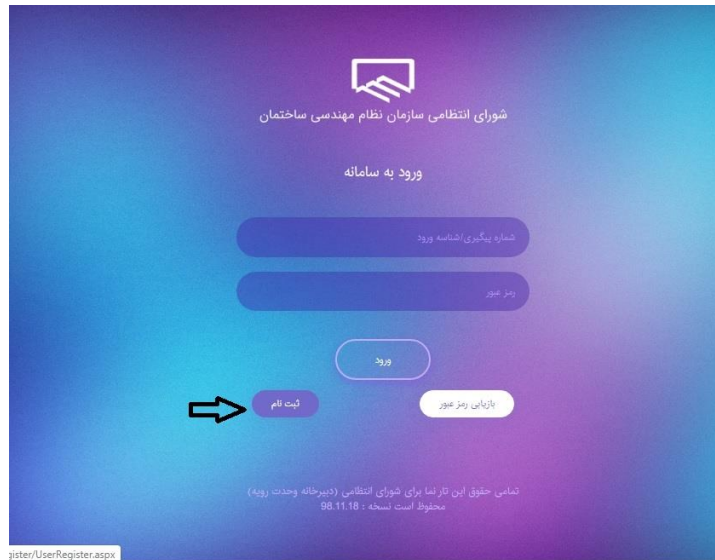 شورای انتظامی سازمان نظام مهندسی ساختمان
ورود به سامانه
شماره پیگیری/شناسه ورود
رمز عبور
ورود
بازیابی رمز عبور
ثبت نام
تمامی حقوق این تار نما برای شورای انتظامی (دبیرخانه وحدت رویه)
محفوظ است نسخه : 98.11.18
gister/UserRegister.aspx